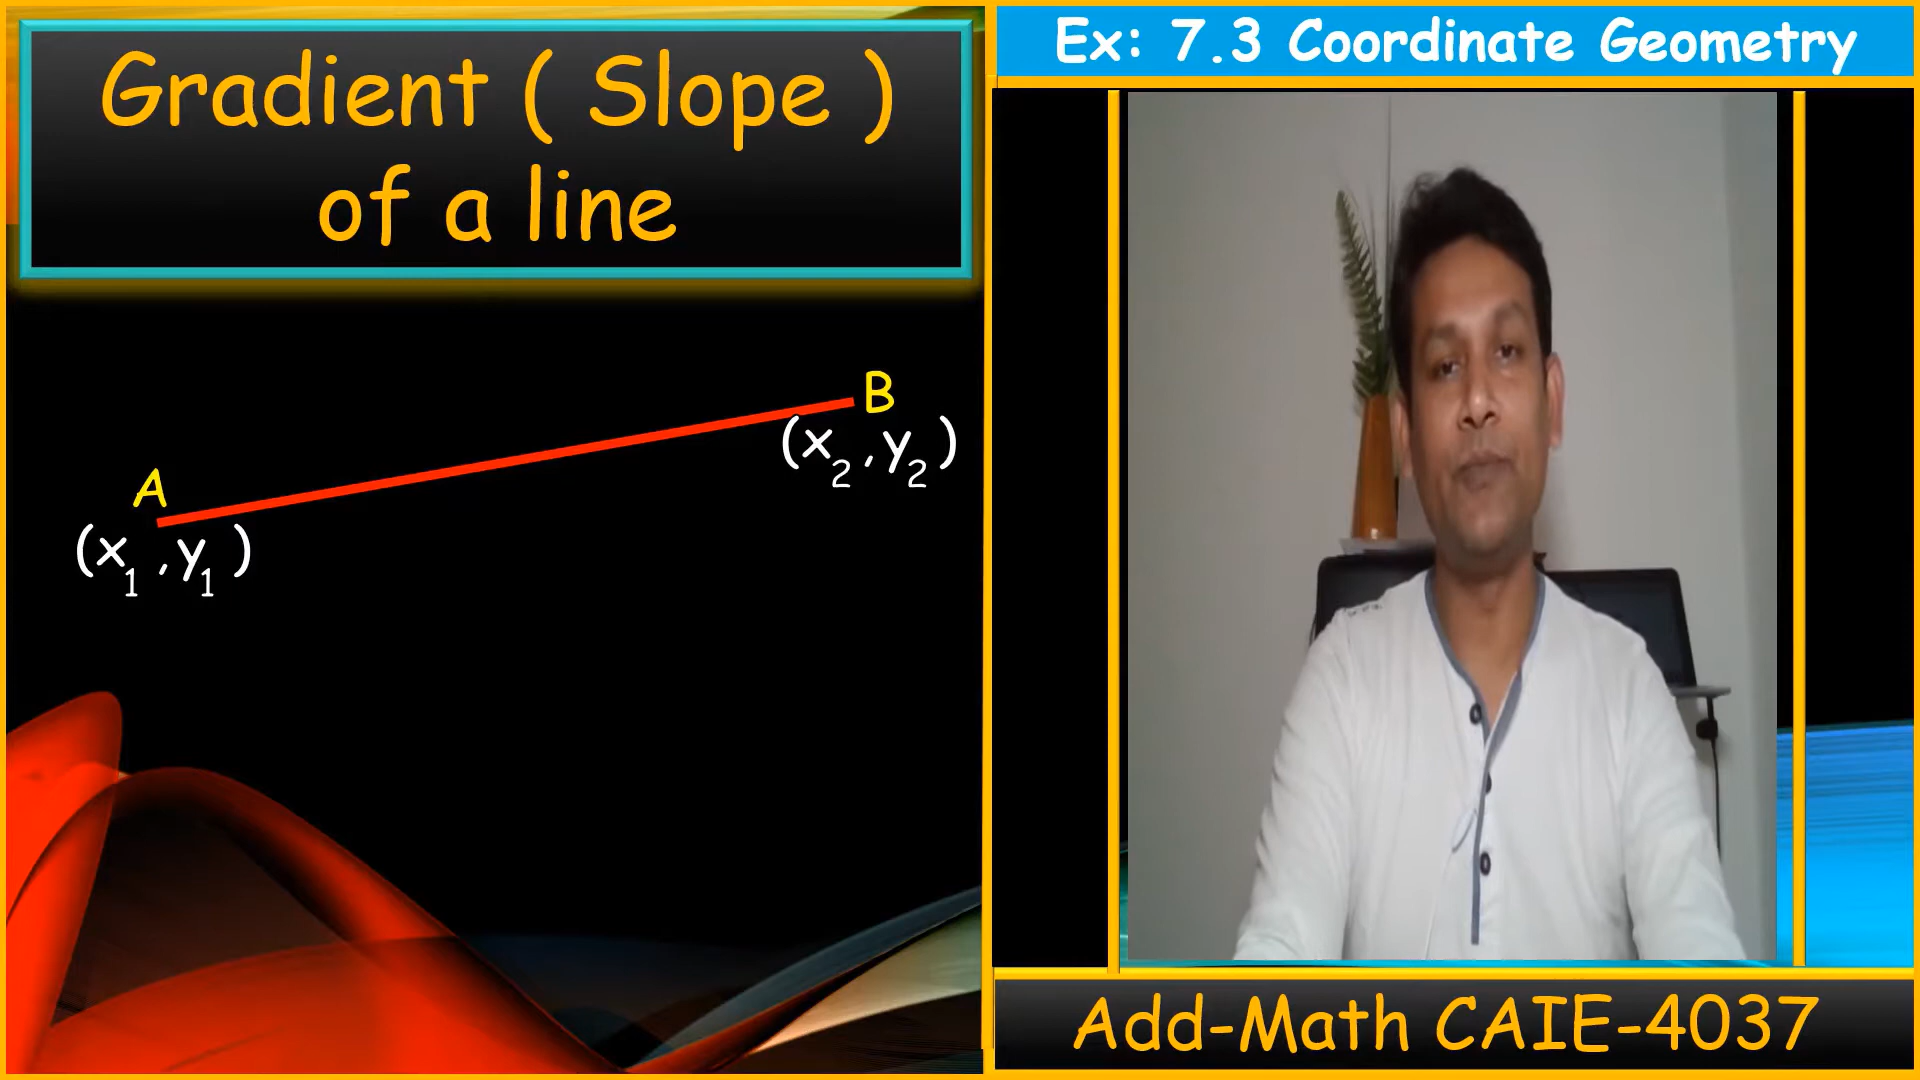 Gradient ( Slope )
of a line
Ex: 7.3 Coordinate Geometry
B
(x₂,y₂)
A
(x₁,y₁)
Add-Math CAIE-4037